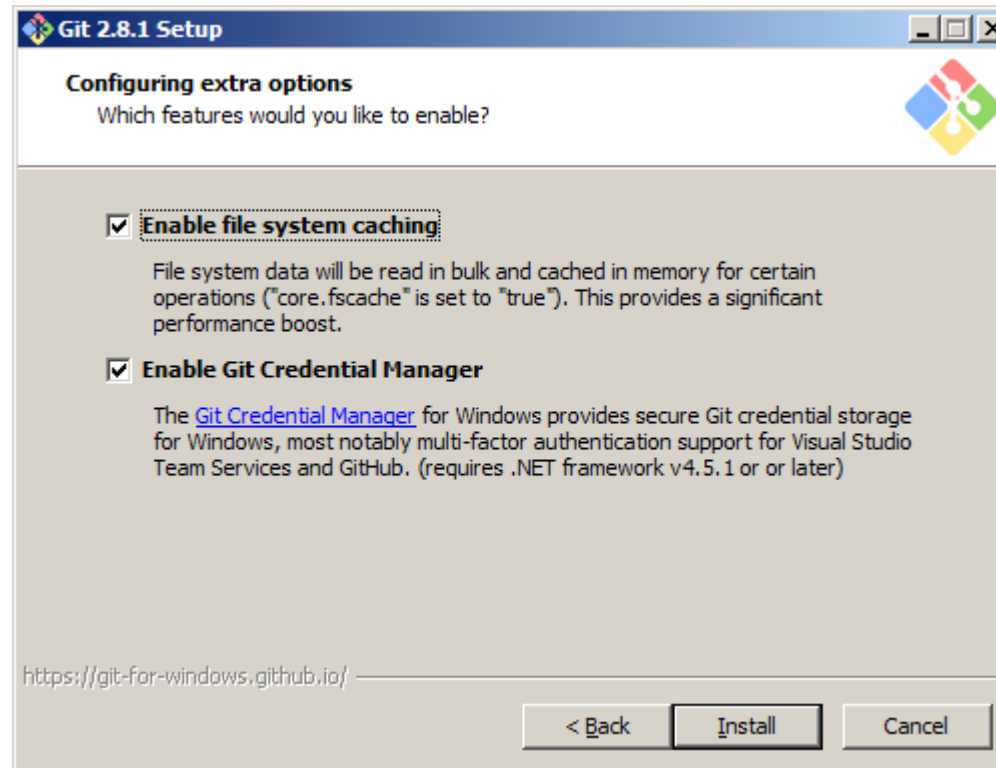 Git 2.8.1 Setup
Configuring extra options
Which features would you like to enable?
Enable file system caching
File system data will be read in bulk and cached in memory for certain
operations ("core.fscache" is set to "true"). This provides a significant
performance boost.
Enable Git Credential Manager
The Git Credential Manager for Windows provides secure Git credential storage
for Windows, most notably multi-factor authentication support for Visual Studio
Team Services and GitHub. (requires .NET framework v4.5.1 or or later)
https://git-for-windows.github.io/
< Back
Install
Cancel